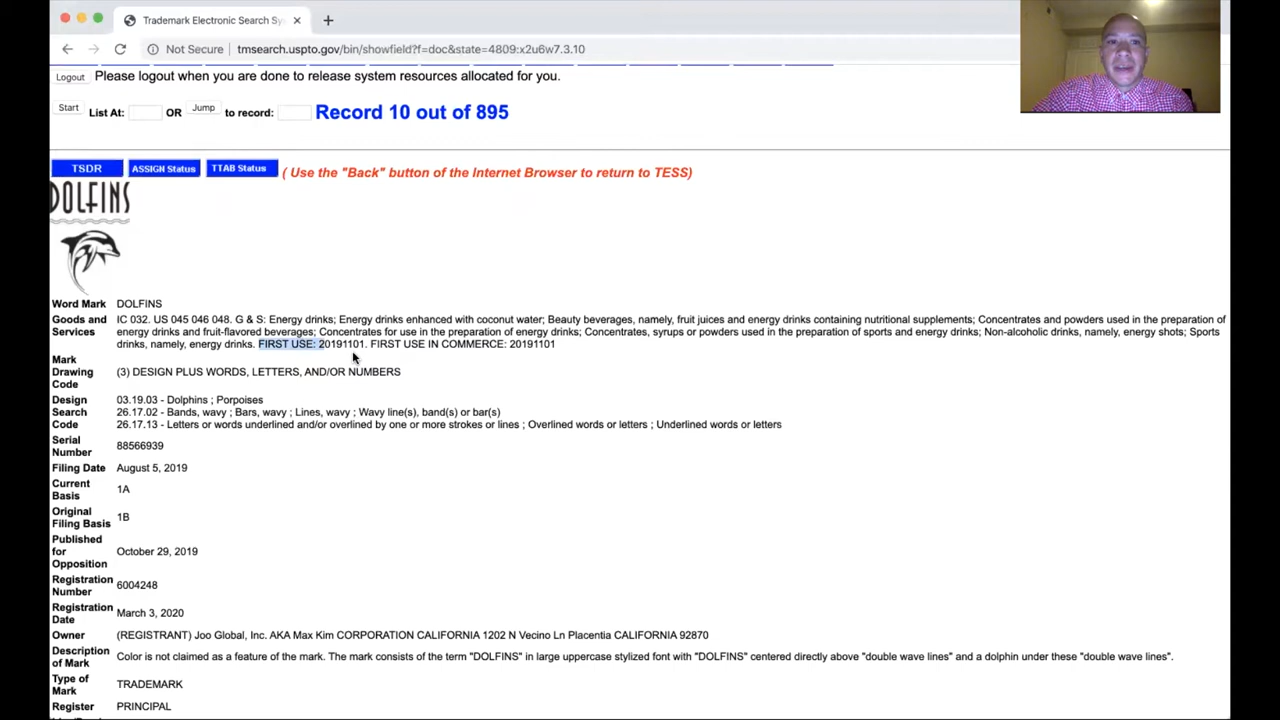 Trademark Electronic Search Sy
Not Secure
tmsearch.uspto.gov/bin/showfield?f=doc&state=4809:x2u6w7.3.10
Logout Please logout when you are done to release system resources allocated for you.
Start List At: OR Jump to record: Record 10 out of 895
TSDR ASSIGN Status TTAB Status ( Use the "Back" button of the Internet Browser to return to TESS)
DOLFINS
Word Mark DOLFINS
Goods and IC 032. US 045 046 048. G & S: Energy drinks; Energy drinks enhanced with coconut water; Beauty beverages, namely, fruit juices and energy drinks containing nutritional supplements; Concentrates and powders used in the preparation of
Services energy drinks and fruit-flavored beverages; Concentrates for use in the preparation of energy drinks; Concentrates, syrups or powders used in the preparation of sports and energy drinks; Non-alcoholic drinks, namely, energy shots; Sports
drinks, namely, energy drinks. FIRST USE: 20191101. FIRST USE IN COMMERCE: 20191101
Mark
Drawing (3) DESIGN PLUS WORDS, LETTERS, AND/OR NUMBERS
Code
Design 03.19.03 - Dolphins ; Porpoises
Search 26.17.02 - Bands, wavy ; Bars, wavy ; Lines, wavy ; Wavy line(s), band(s) or bar(s)
Code 26.17.13 - Letters or words underlined and/or overlined by one or more strokes or lines ; Overlined words or letters ; Underlined words or letters
Serial
Number 88566939
Filing Date August 5, 2019
Current
Basis 1A
Original
Filing Basis 1B
Published
for October 29, 2019
Opposition
Registration
Number 6004248
Registration
Date March 3, 2020
Owner (REGISTRANT) Joo Global, Inc. AKA Max Kim CORPORATION CALIFORNIA 1202 N Vecino Ln Placentia CALIFORNIA 92870
Description
of Mark Color is not claimed as a feature of the mark. The mark consists of the term "DOLFINS" in large uppercase stylized font with "DOLFINS" centered directly above "double wave lines" and a dolphin under these "double wave lines".
Type of
Mark TRADEMARK
Register PRINCIPAL